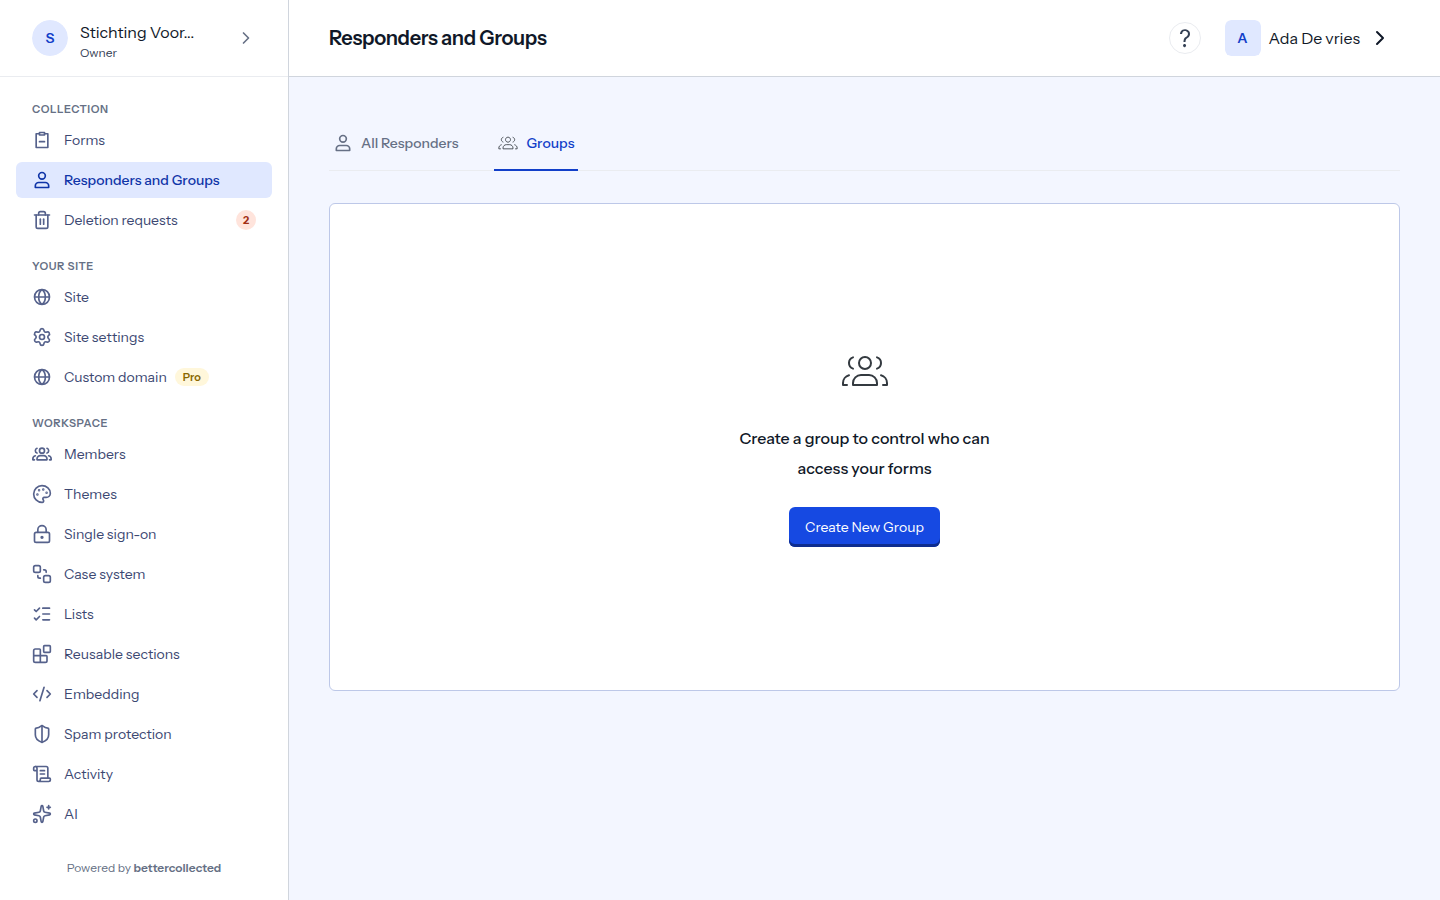 S
Stichting Voor...
Owner
Responders and Groups
?
A
Ada De vries
COLLECTION
Forms
Responders and Groups
Deletion requests
2
YOUR SITE
Site
Site settings
Custom domain
Pro
WORKSPACE
Members
Themes
Single sign-on
Case system
Lists
Reusable sections
Embedding
Spam protection
Activity
AI
Powered by bettercollected
All Responders
Groups
Create a group to control who can
access your forms
Create New Group